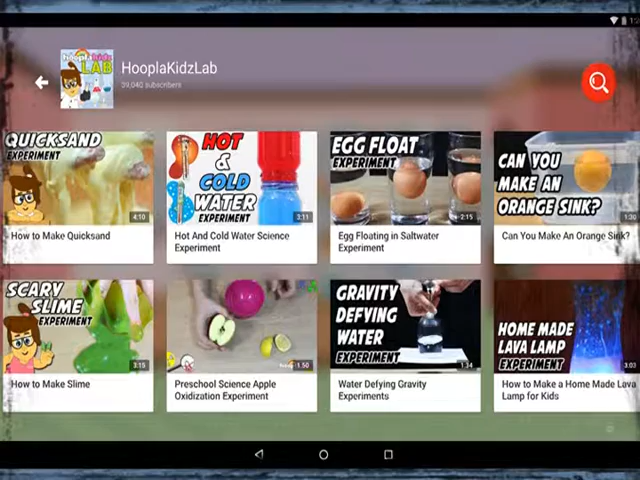 hoopla kidz
LAB
HooplaKidzLab
39,040 subscribers
QUICKSAND
EXPERIMENT
4:10
How to Make Quicksand
HOT
&
COLD
WATER
EXPERIMENT
3:11
Hot And Cold Water Science
Experiment
EGG FLOAT
EXPERIMENT
2:15
Egg Floating in Saltwater
Experiment
CAN YOU
MAKE AN
ORANGE SINK?
1:30
Can You Make An Orange Sink?
SCARY
SLIME
EXPERIMENT
3:15
How to Make Slime
1:50
Preschool Science Apple
Oxidization Experiment
GRAVITY
DEFYING
WATER
EXPERIMENT
1:34
Water Defying Gravity
Experiments
HOME MADE
LAVA LAMP
EXPERIMENT
3:03
How to Make a Home Made Lava
Lamp for Kids